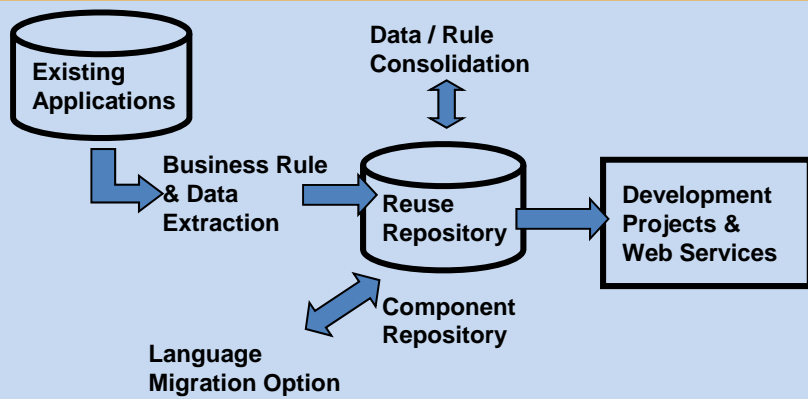 Existing
Applications
Data / Rule
Consolidation
Business Rule
& Data
Extraction
Reuse
Repository
Development
Projects &
Web Services
Component
Repository
Language
Migration Option